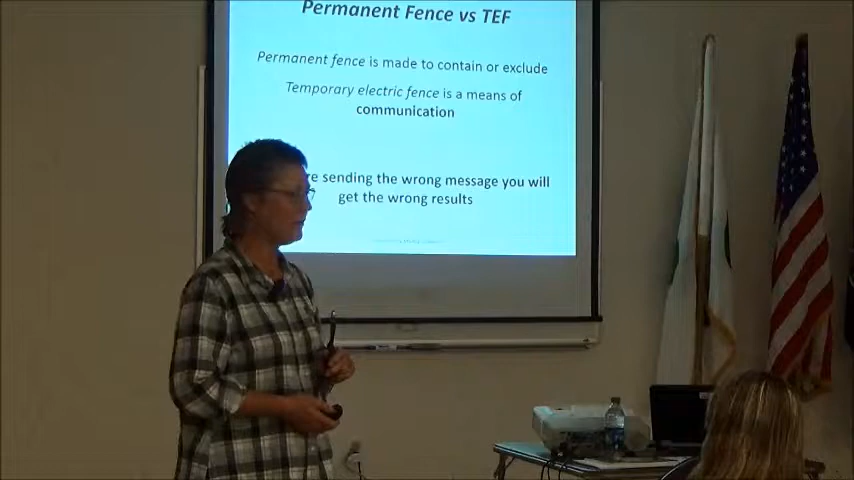 Permanent Fence vs TEF
Permanent fence is made to contain or exclude
Temporary electric fence is a means of
communication
sending the wrong message you will
get the wrong results